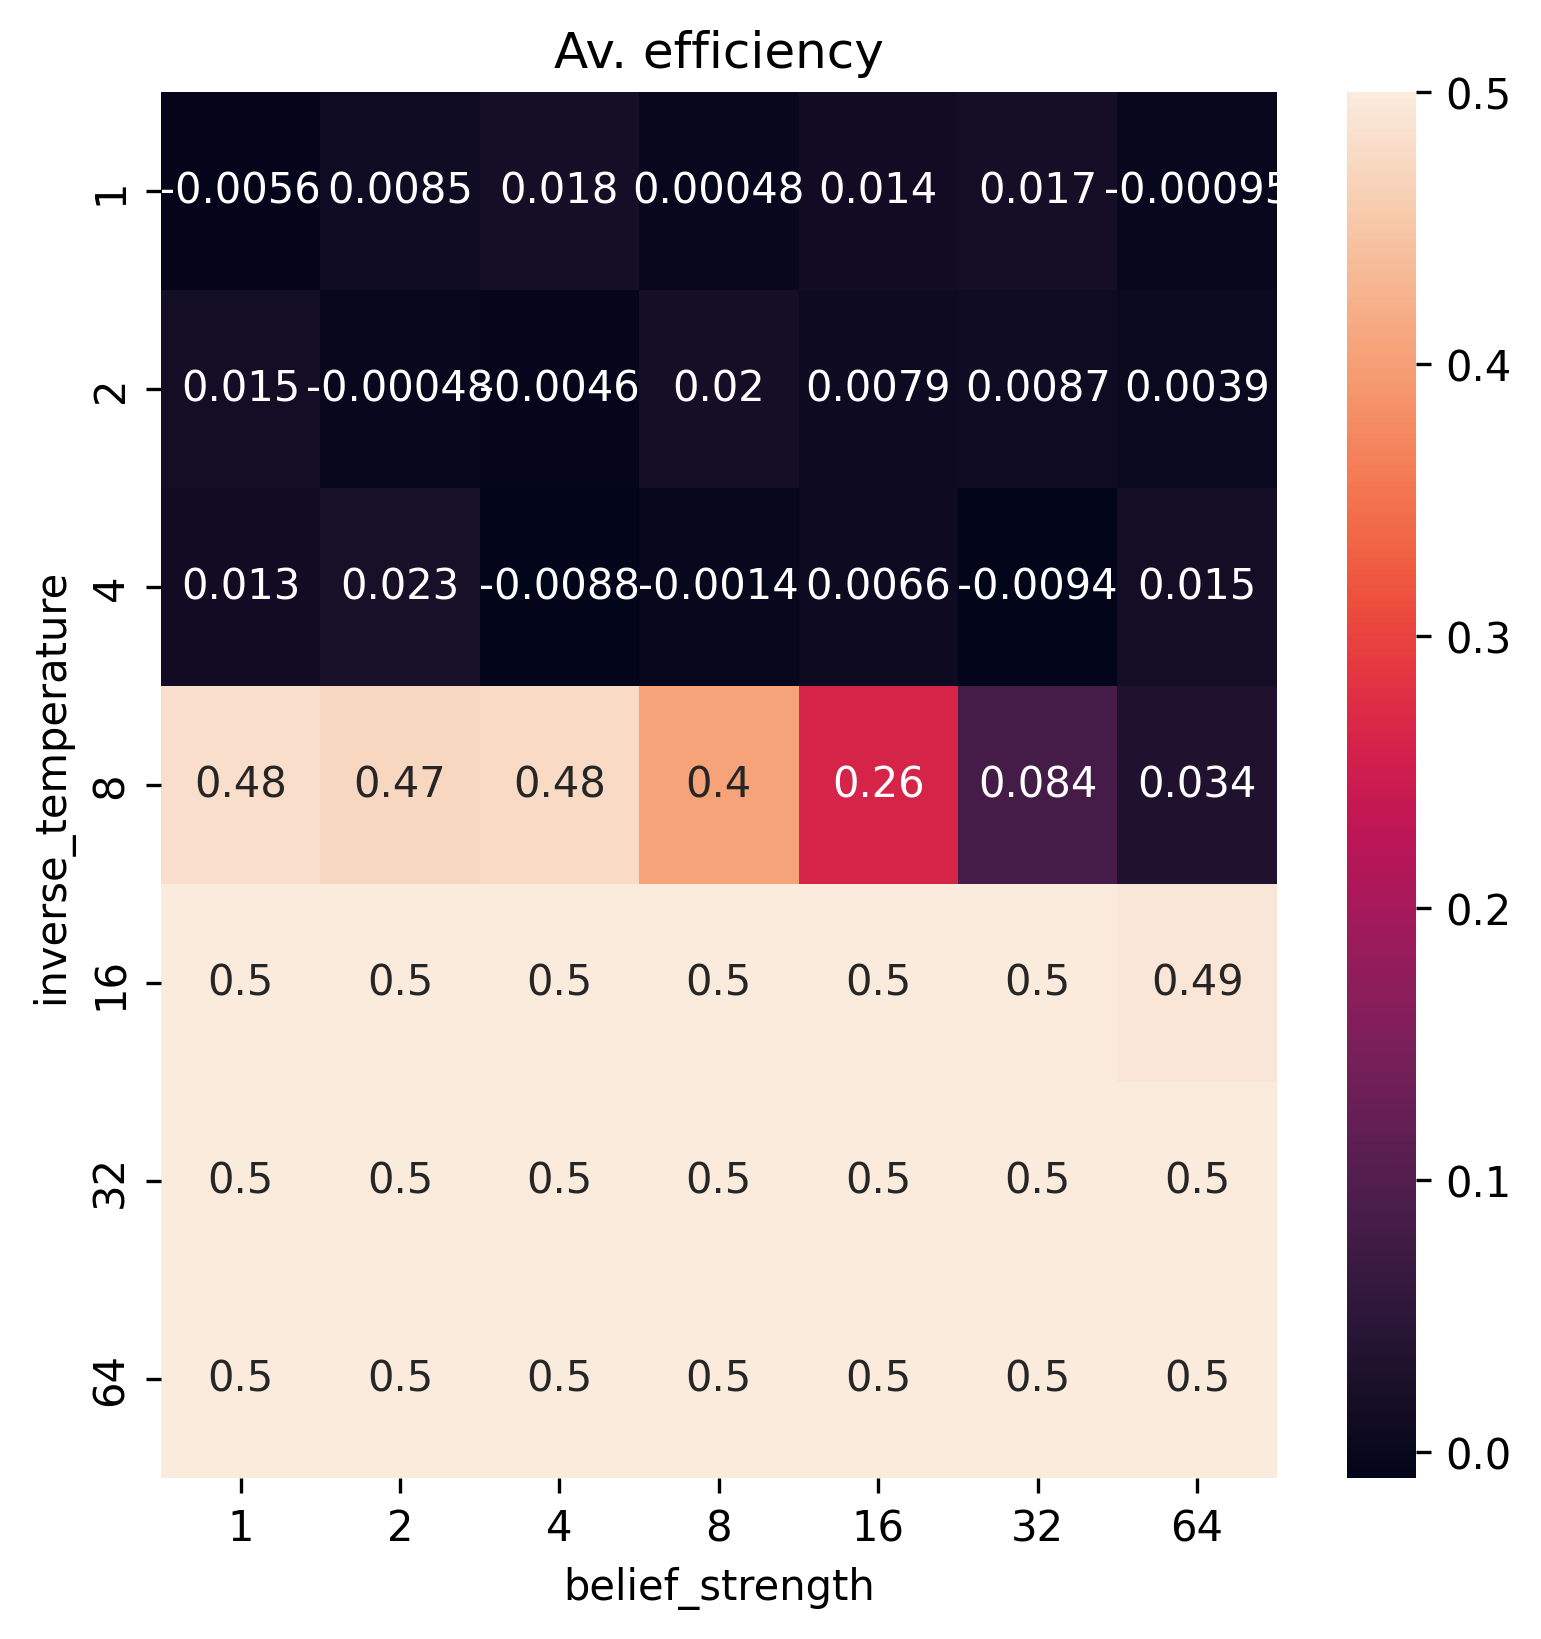 Av. efficiency
1 -0.0056 0.0085 0.018 0.00048 0.014 0.017 -0.00095
2 0.015 -0.00048 -0.0046 0.02 0.0079 0.0087 0.0039
4 0.013 0.023 -0.0088 -0.0014 0.0066 -0.0094 0.015
8 0.48 0.47 0.48 0.4 0.26 0.084 0.034
16 0.5 0.5 0.5 0.5 0.5 0.5 0.49
32 0.5 0.5 0.5 0.5 0.5 0.5 0.5
64 0.5 0.5 0.5 0.5 0.5 0.5 0.5
1 2 4 8 16 32 64
belief_strength
inverse_temperature
0.5
0.4
0.3
0.2
0.1
0.0